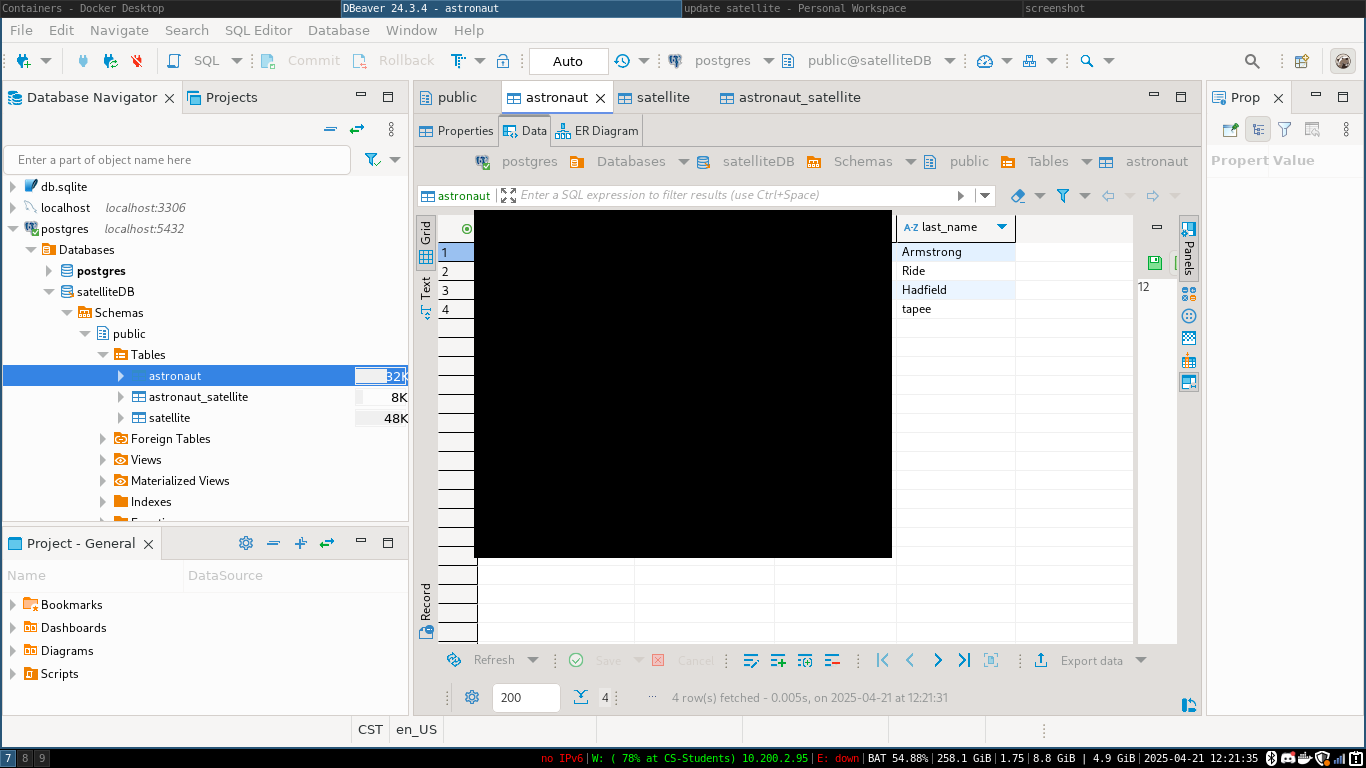 Containers - Docker Desktop
DBeaver 24.3.4 - astronaut
update satellite - Personal Workspace
screenshot
File Edit Navigate Search SQL Editor Database Window Help
SQL Commit Rollback Auto postgres public@satelliteDB
Database Navigator Projects
public astronaut satellite astronaut_satellite
Prop
Properties Data ER Diagram
Enter a part of object name here
postgres Databases satelliteDB Schemas public Tables astronaut
Propert Value
astronaut Enter a SQL expression to filter results (use Ctrl+Space)
db.sqlite
localhost localhost:3306
postgres localhost:5432
Databases
postgres
satelliteDB
Schemas
public
Tables
astronaut 32K
astronaut_satellite 8K
satellite 48K
Foreign Tables
Views
Materialized Views
Indexes
Grid
Text
Record
last_name
1 Armstrong
2 Ride
3 Hadfield
4 tapee
12
Panels
Project - General
Name DataSource
Bookmarks
Dashboards
Diagrams
Scripts
Refresh Save Cancel Export data
200 4 ... 4 row(s) fetched - 0.005s, on 2025-04-21 at 12:21:31
CST en_US
7 8 9
no IPv6|W: ( 78% at CS-Students) 10.200.2.95|E: down|BAT 54.88%|258.1 GiB|1.75|8.8 GiB | 4.9 GiB|2025-04-21 12:21:35